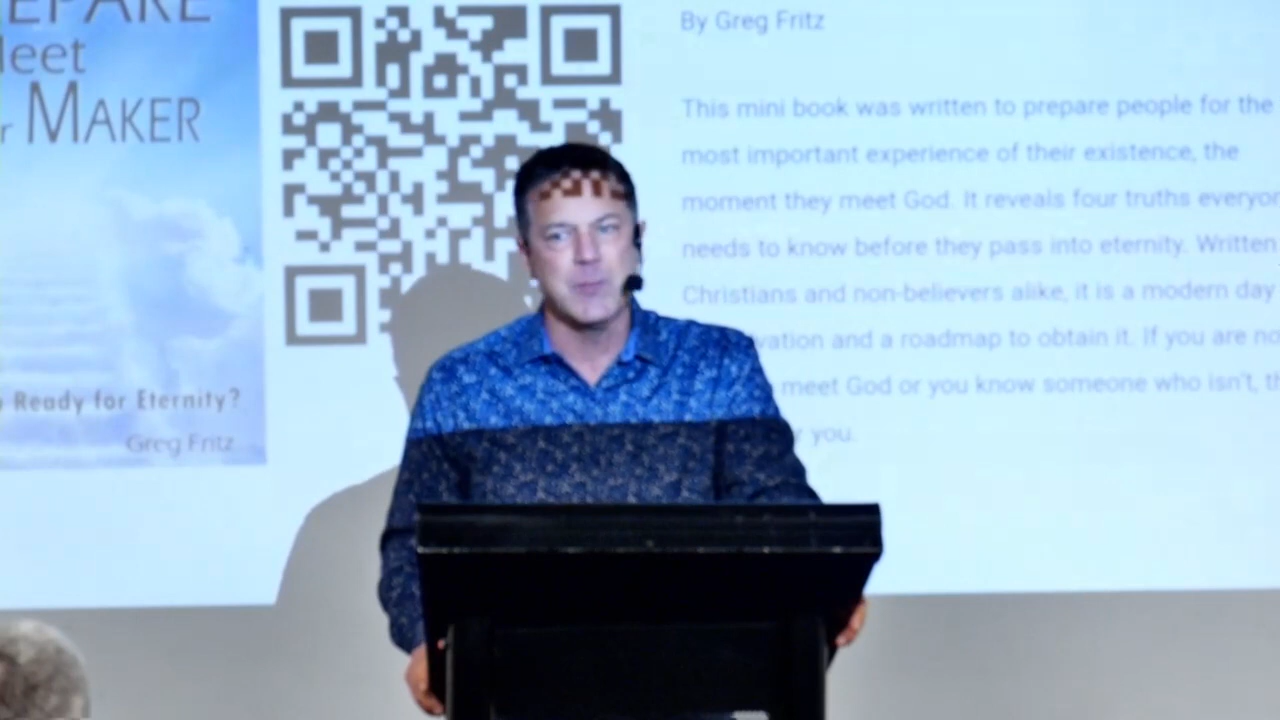 EPARE
eet
r MAKER
Ready for Eternity?
Greg Fritz
By Greg Fritz
This mini book was written to prepare people for the
most important experience of their existence, the
moment they meet God. It reveals four truths everyon
needs to know before they pass into eternity. Written
Christians and non-believers alike, it is a modern day
vation and a roadmap to obtain it. If you are no
meet God or you know someone who isn't, th
you.